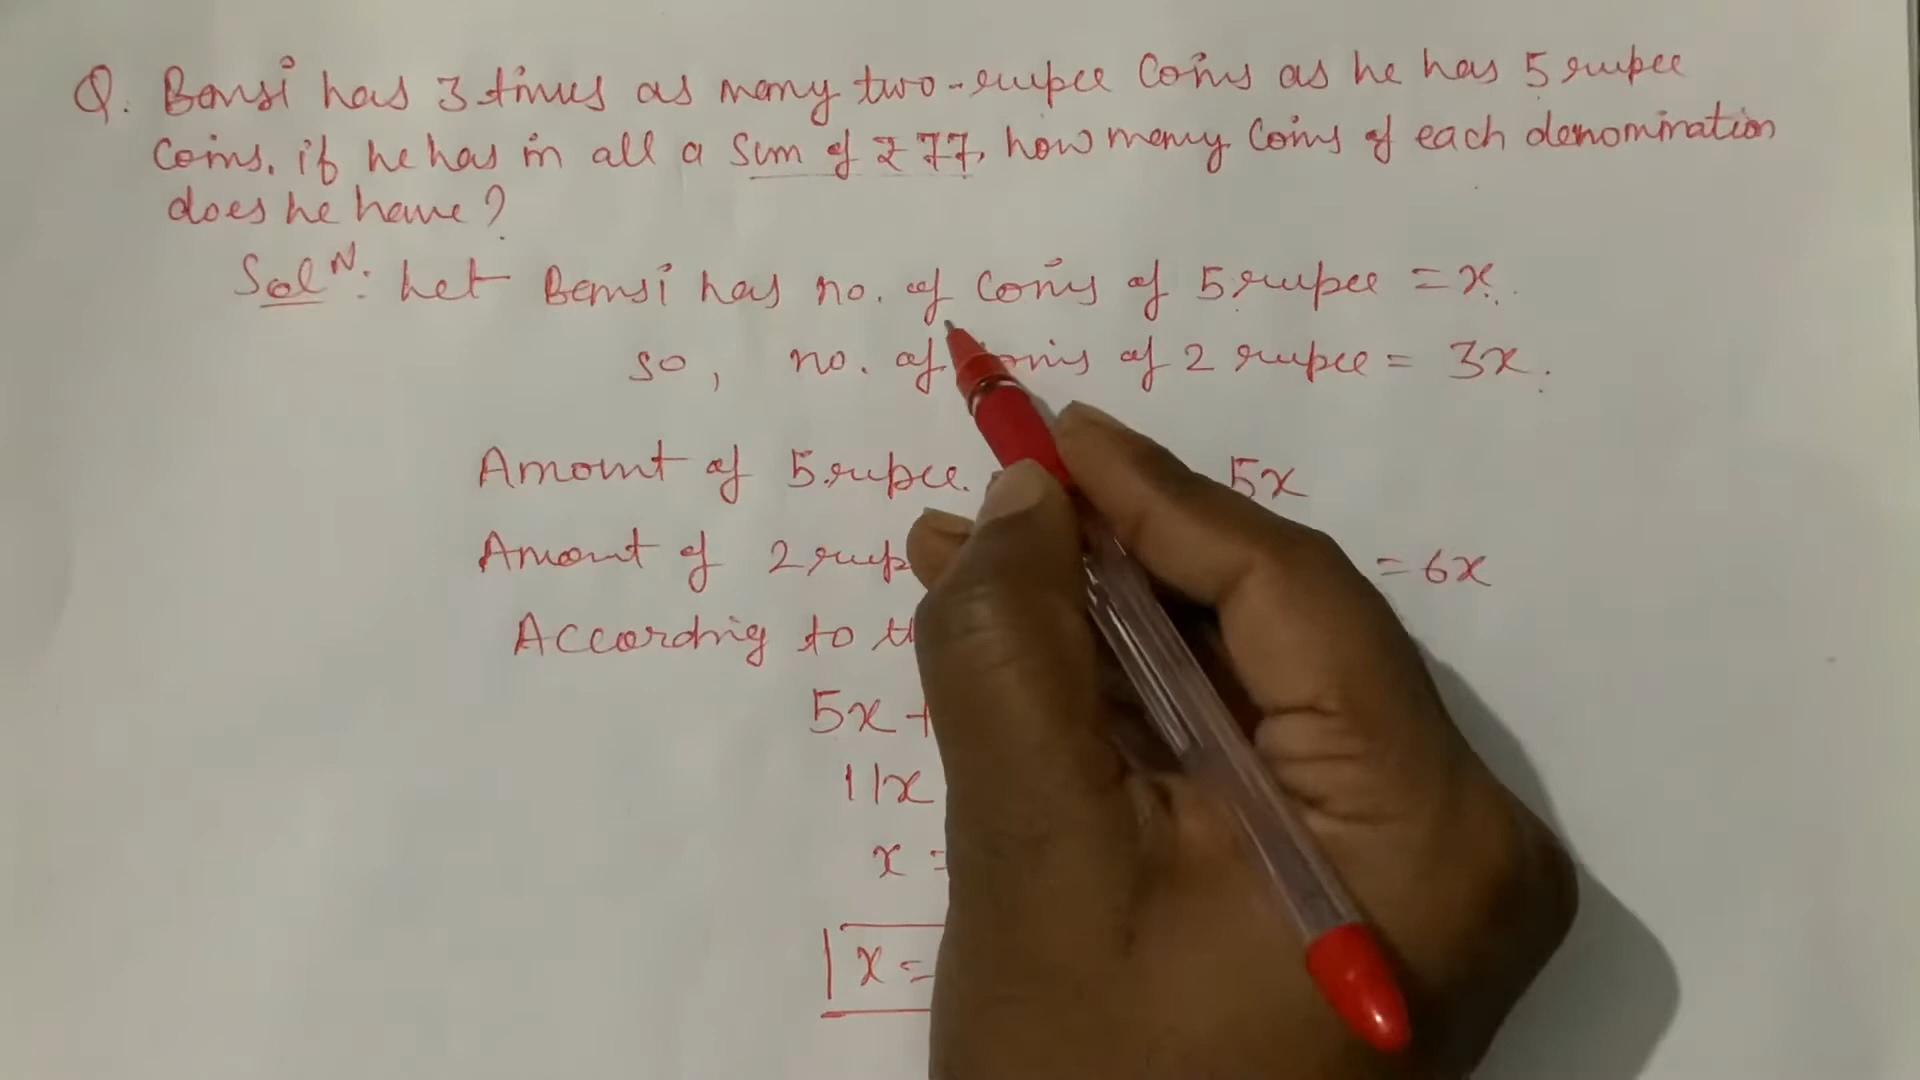 Q. Bansi has 3 times as many two-rupee coins as he has 5 rupee
coins. if he has in all a sum of ₹77, how many coins of each denomination
does he have?
Solᴺ: Let Bansi has no. of coins of 5 rupee = x.
so, no. of coins of 2 rupee = 3x.
Amount of 5 rupee 5x
Amount of 2 = 6x
According to
5x +
11x
x =
x =